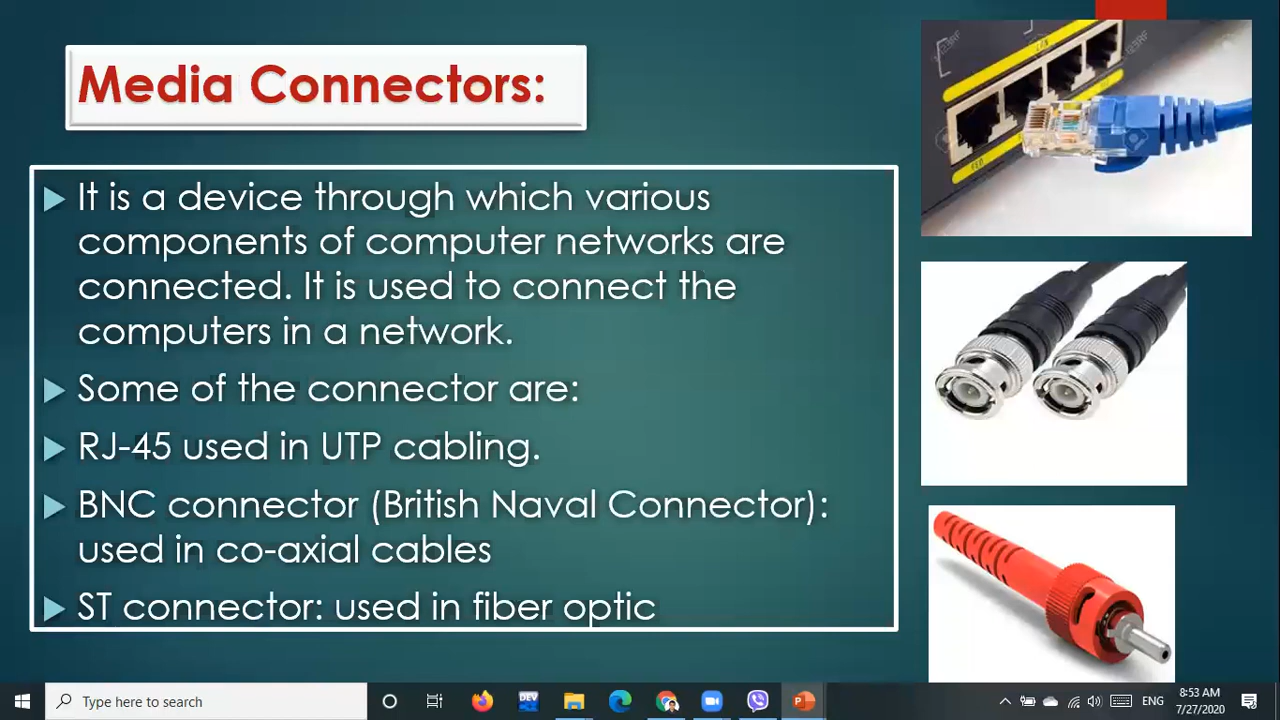 Media Connectors:
It is a device through which various
components of computer networks are
connected. It is used to connect the
computers in a network.
Some of the connector are:
RJ-45 used in UTP cabling.
BNC connector (British Naval Connector):
used in co-axial cables
ST connector: used in fiber optic
Type here to search
DEV
ENG
8:53 AM
7/27/2020